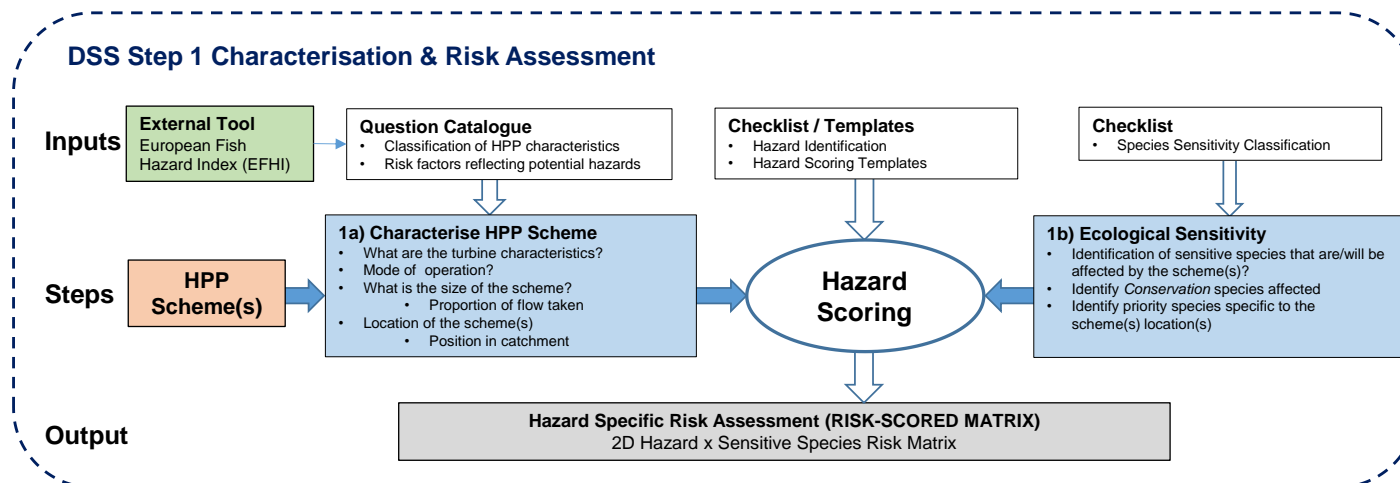 DSS Step 1 Characterisation & Risk Assessment
Inputs
External Tool
European Fish
Hazard Index (EFHI)
Question Catalogue
• Classification of HPP characteristics
• Risk factors reflecting potential hazards
Checklist / Templates
• Hazard Identification
• Hazard Scoring Templates
Checklist
• Species Sensitivity Classification
Steps
HPP
Scheme(s)
1a) Characterise HPP Scheme
• What are the turbine characteristics?
• Mode of operation?
• What is the size of the scheme?
• Proportion of flow taken
• Location of the scheme(s)
• Position in catchment
Hazard
Scoring
1b) Ecological Sensitivity
• Identification of sensitive species that are/will be
affected by the scheme(s)?
• Identify Conservation species affected
• Identify priority species specific to the
scheme(s) location(s)
Output
Hazard Specific Risk Assessment (RISK-SCORED MATRIX)
2D Hazard x Sensitive Species Risk Matrix